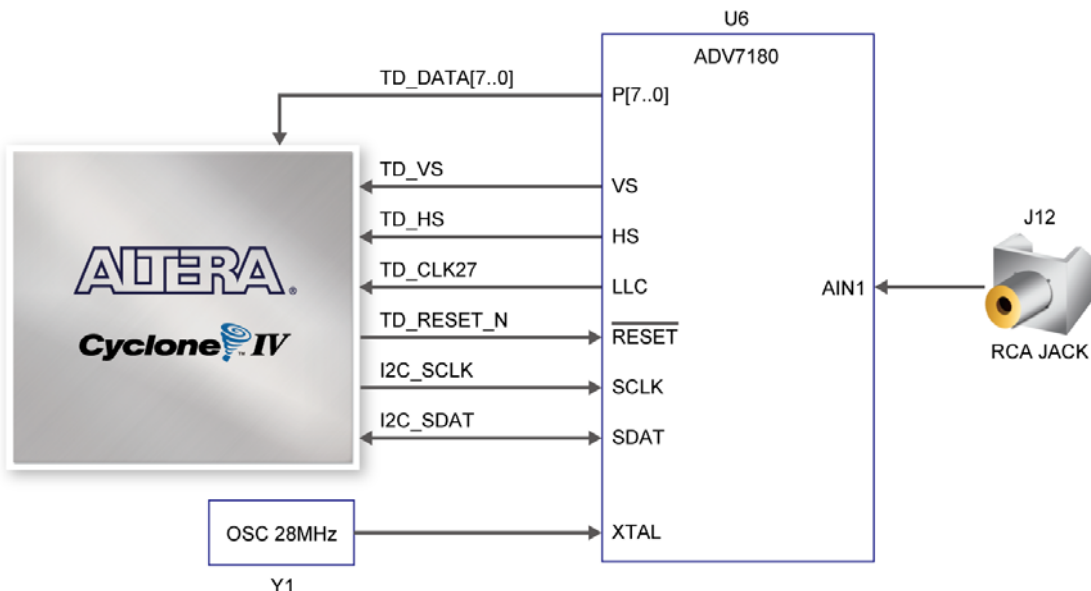 U6
ADV7180
TD_DATA[7..0]
P[7..0]
TD_VS
VS
TD_HS
HS
TD_CLK27
LLC
TD_RESET_N
RESET
I2C_SCLK
SCLK
I2C_SDAT
SDAT
ALTERA®
Cyclone™ IV
OSC 28MHz
XTAL
Y1
AIN1
J12
RCA JACK